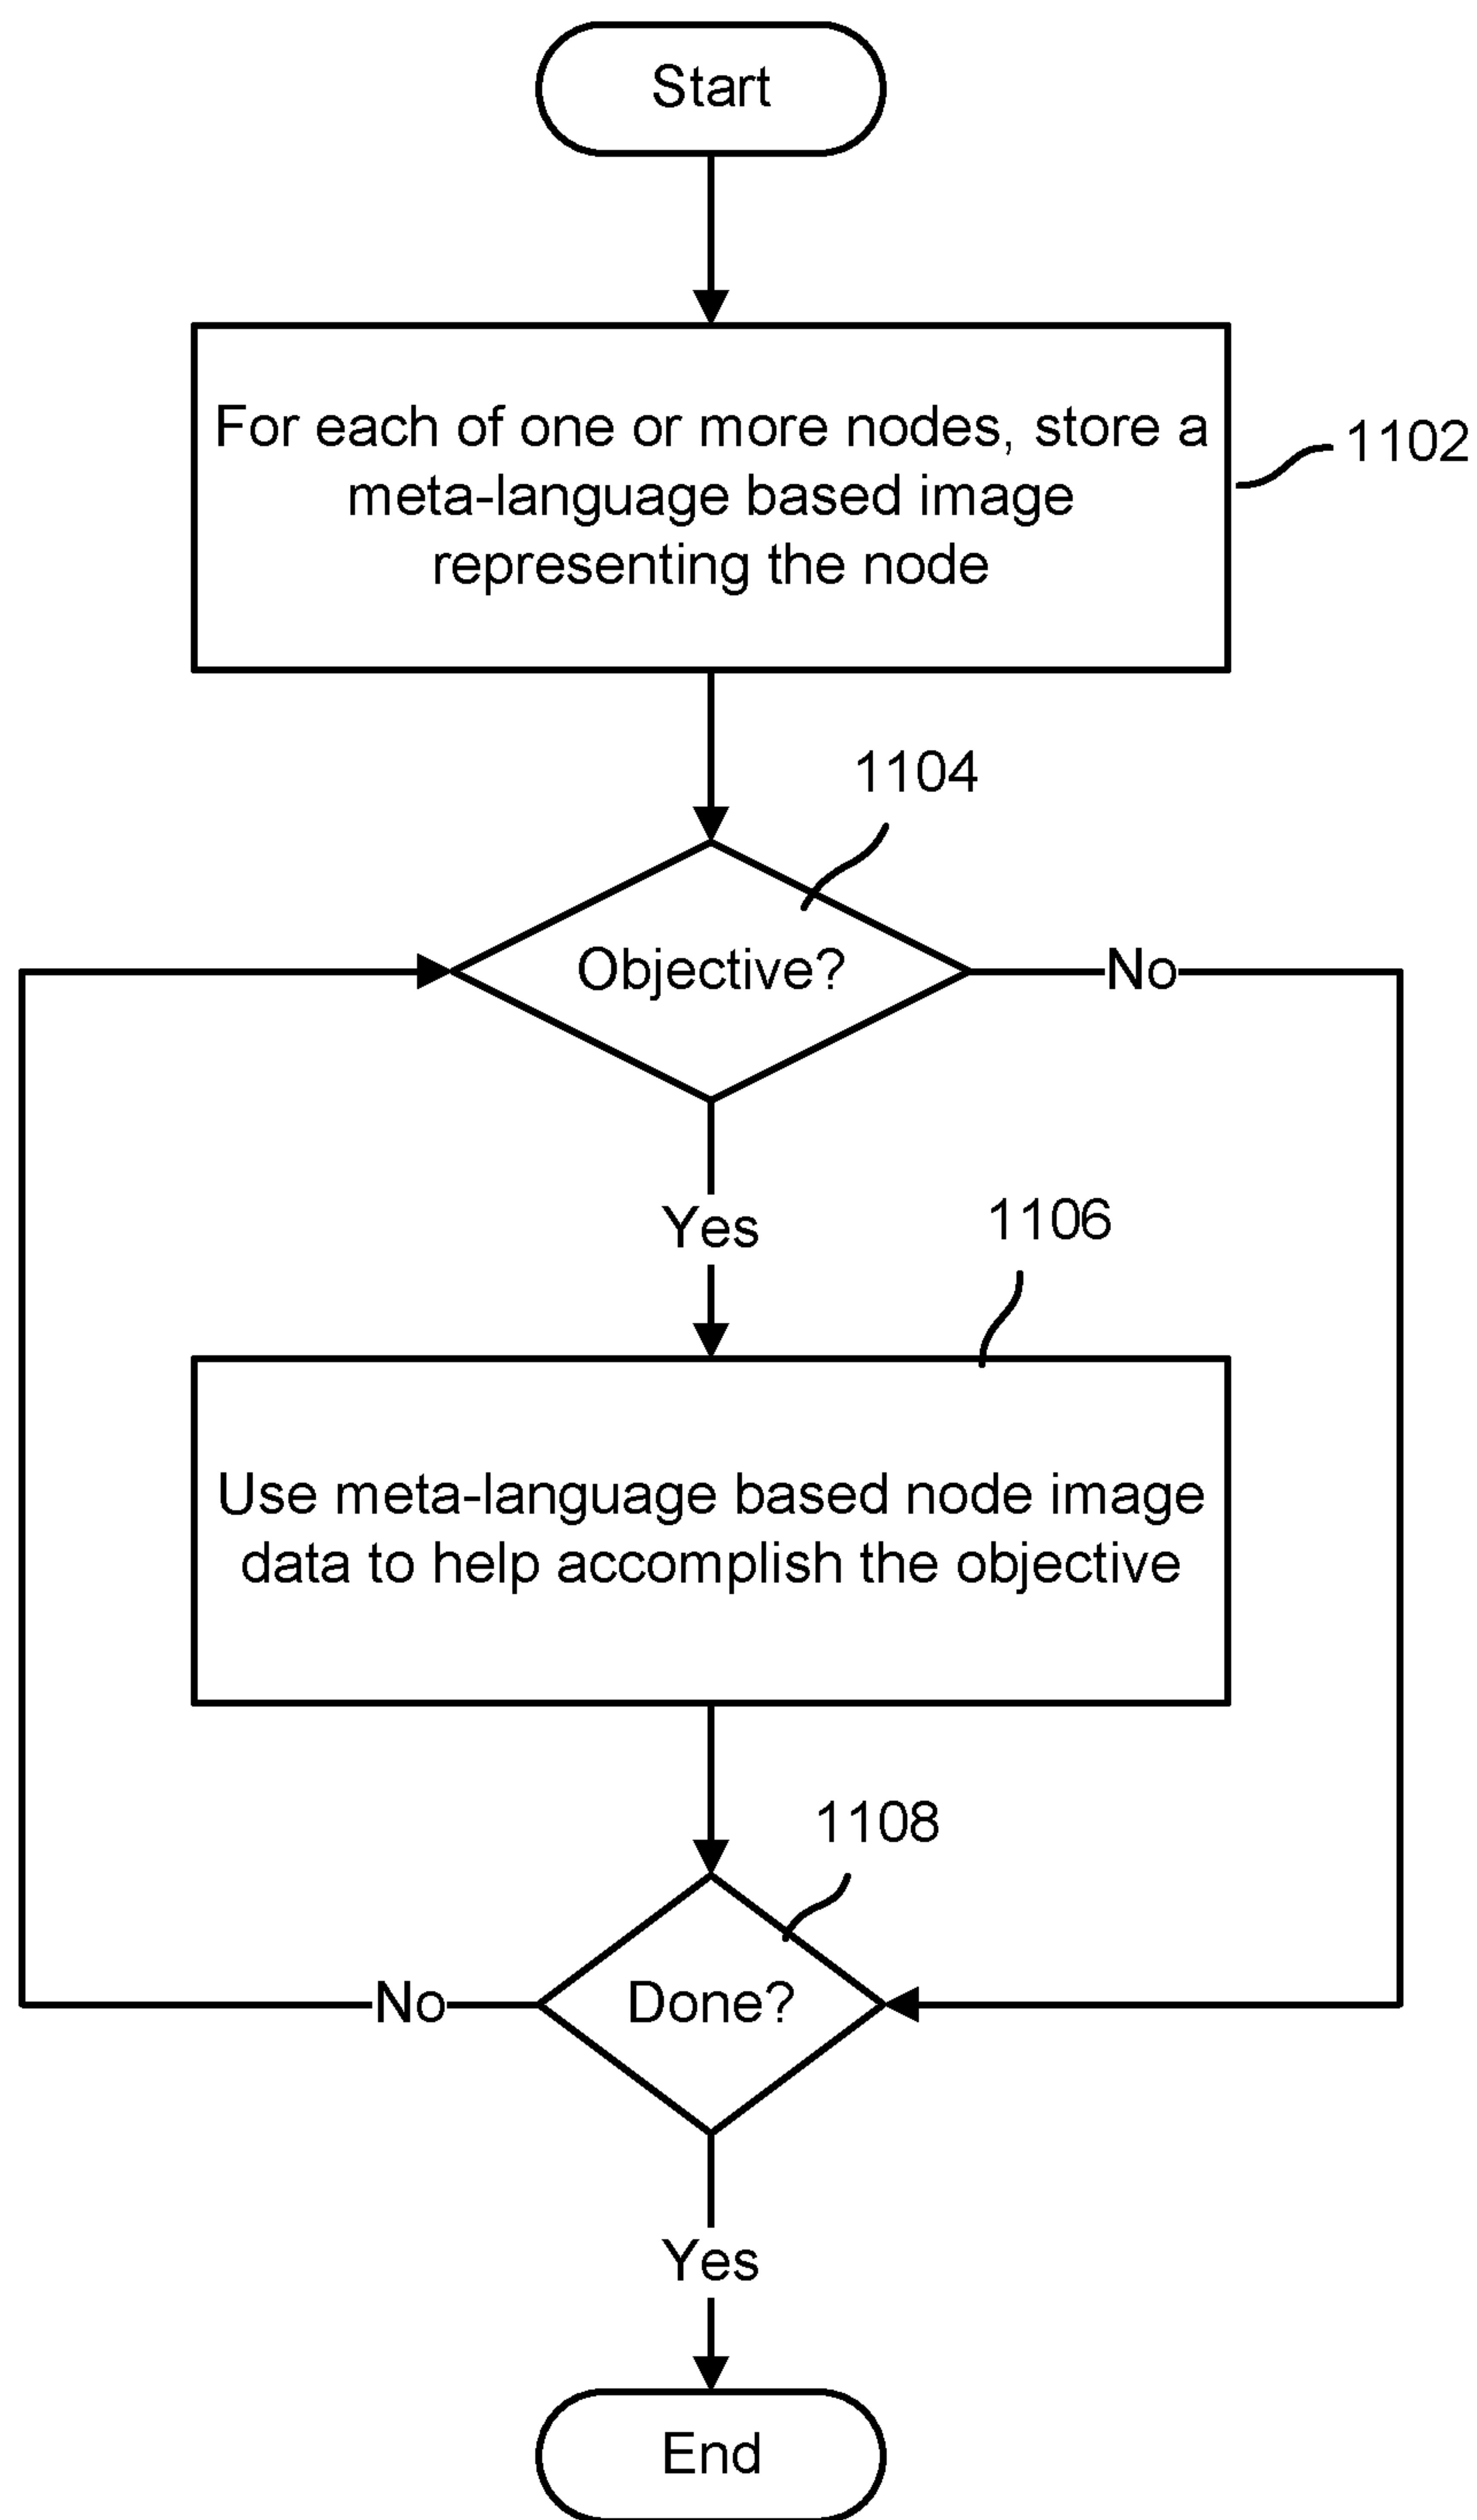 Start
For each of one or more nodes, store a
meta-language based image
representing the node
1102
1104
Objective?
No
Yes
1106
Use meta-language based node image
data to help accomplish the objective
1108
No
Done?
Yes
End